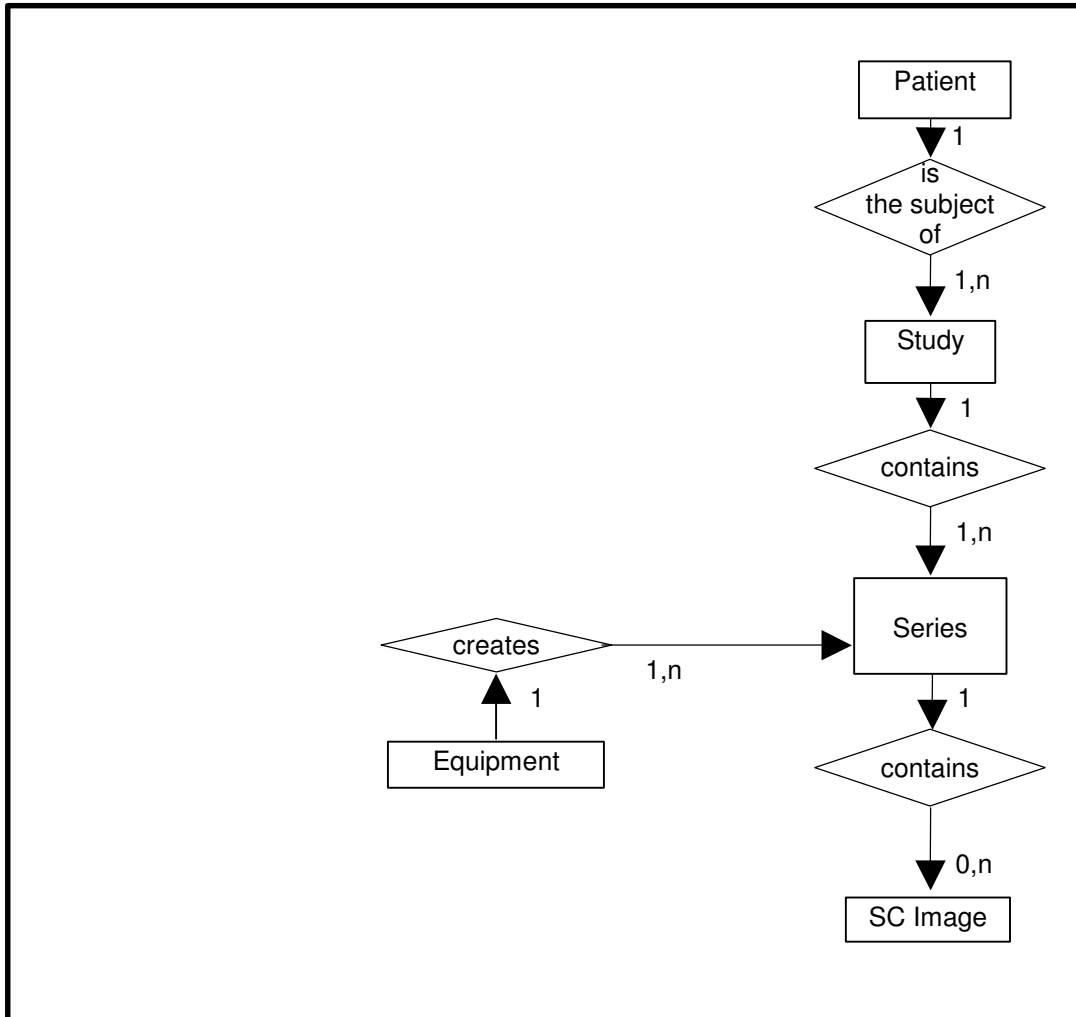 Patient
1
is
the subject
of
1,n
Study
1
contains
1,n
Series
creates
1,n
1
1
Equipment
contains
0,n
SC Image